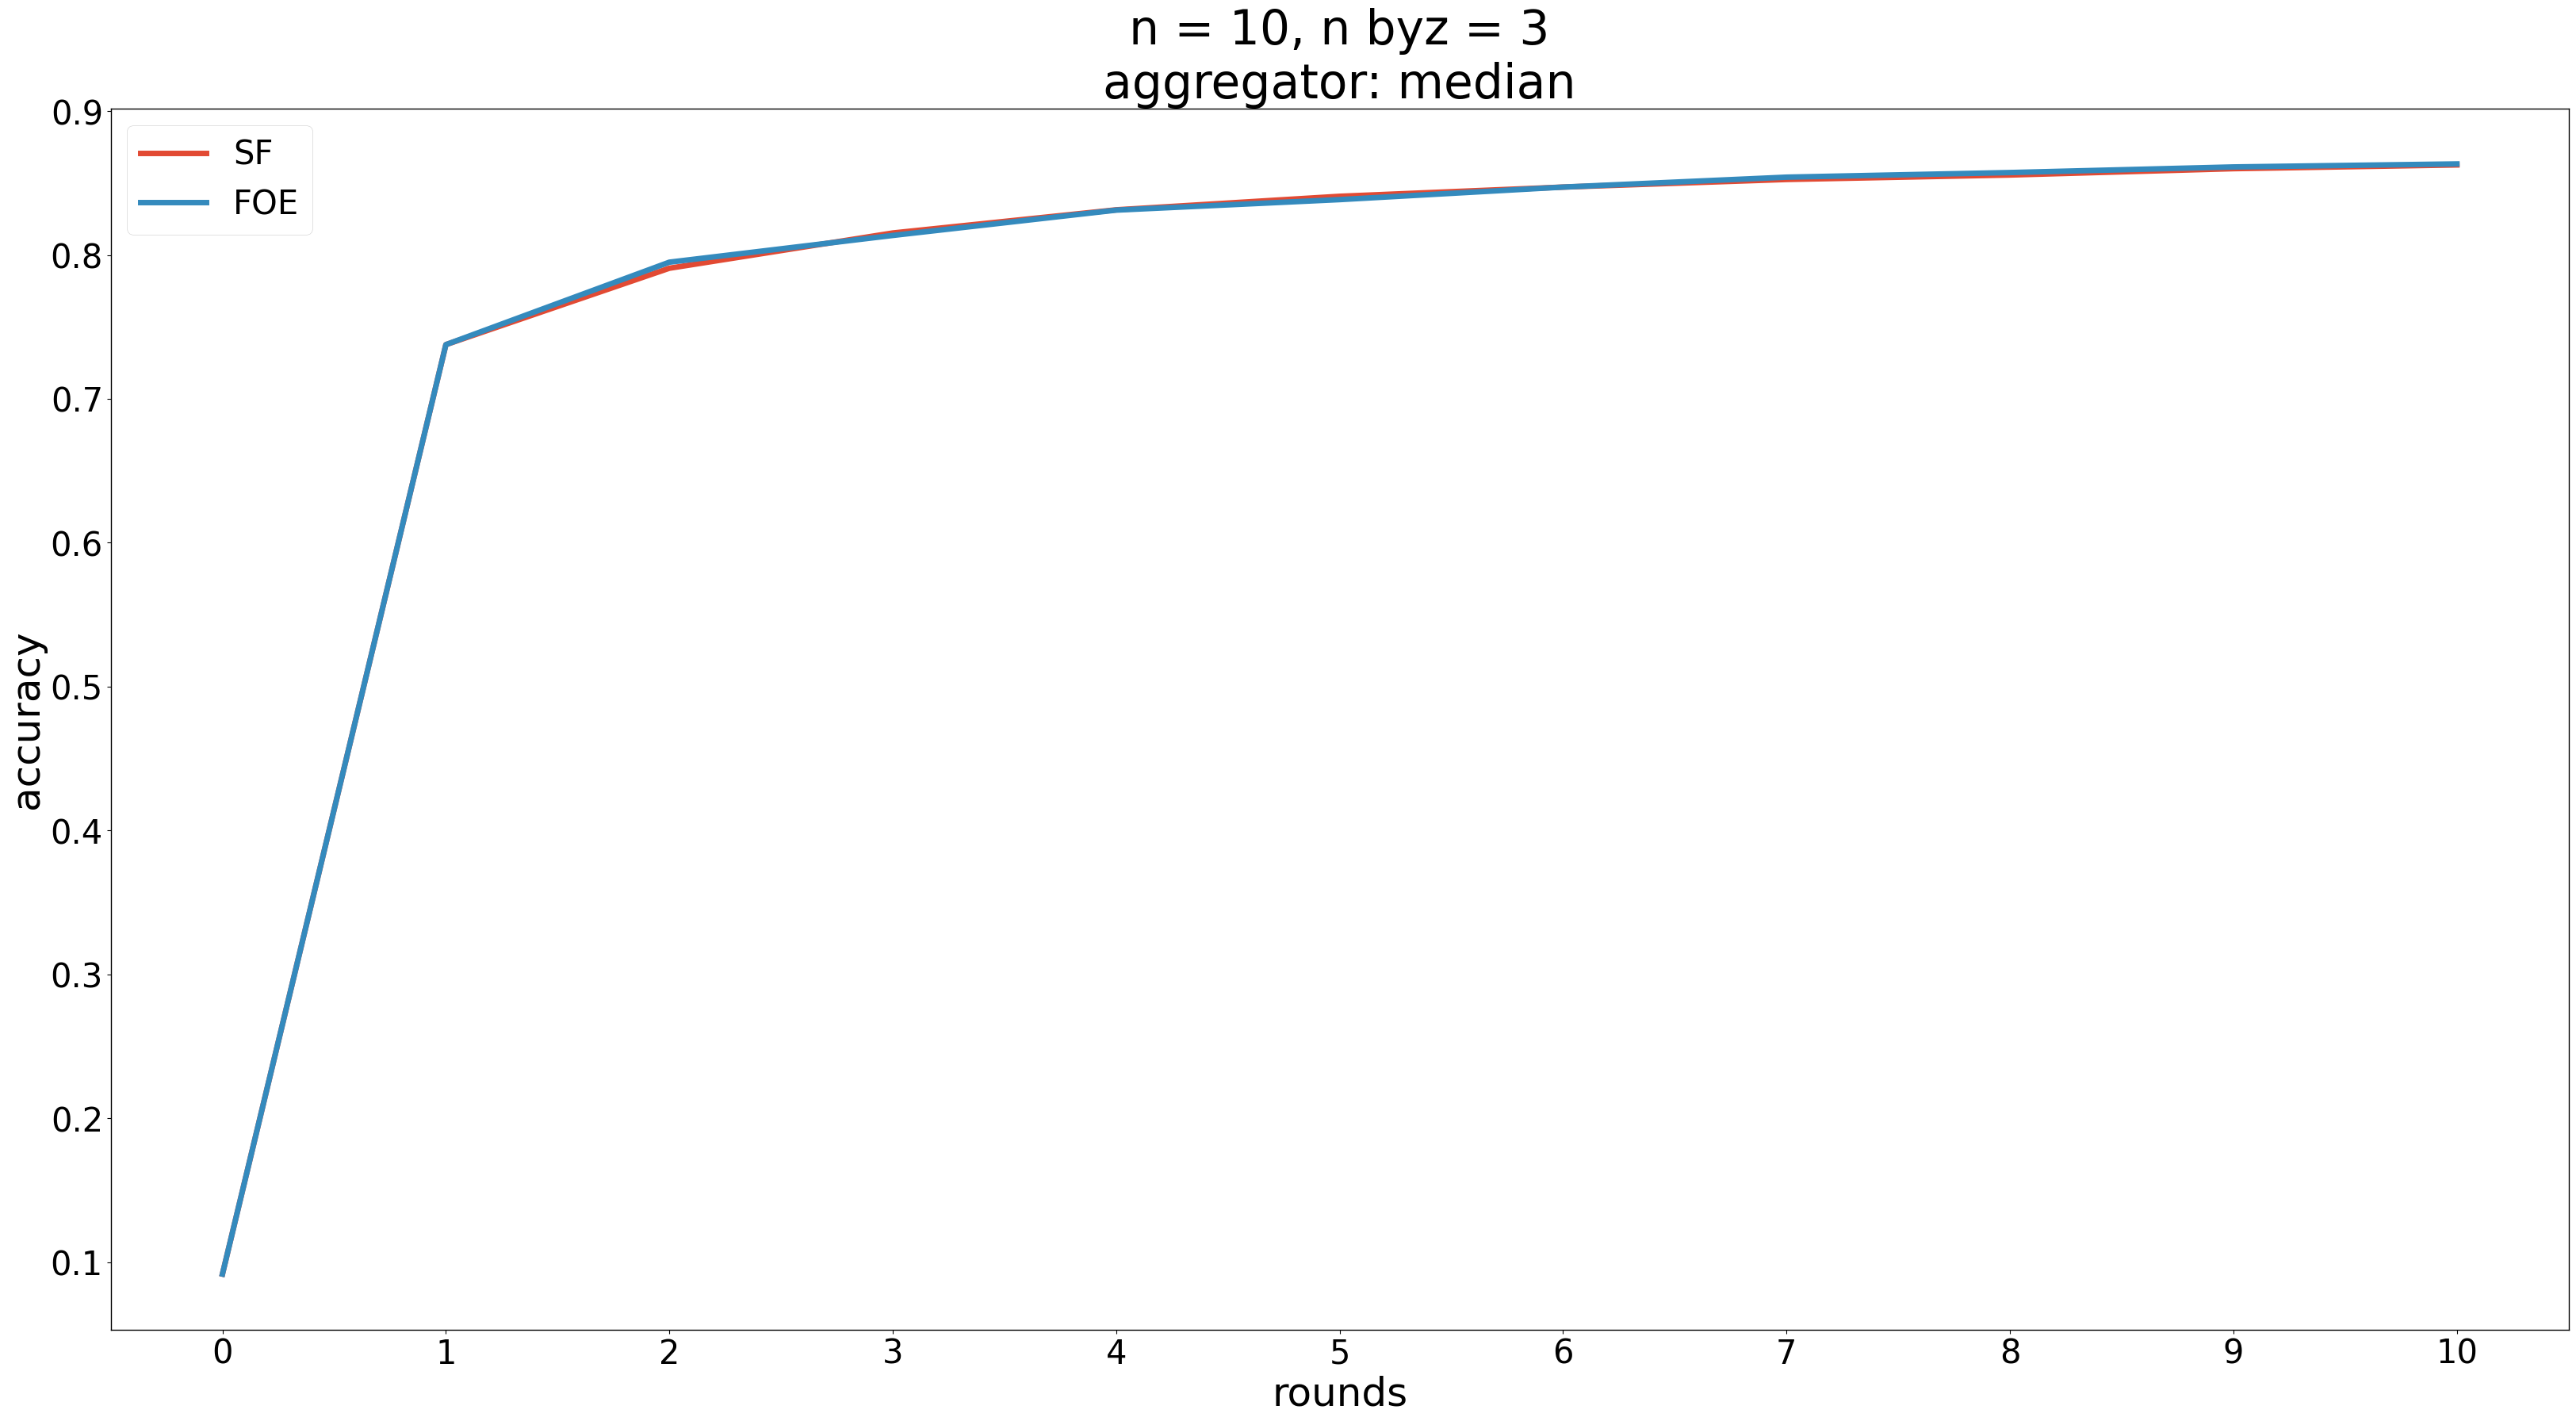 n = 10, n byz = 3
aggregator: median
SF
FOE
accuracy
0.9
0.8
0.7
0.6
0.5
0.4
0.3
0.2
0.1
0 1 2 3 4 5 6 7 8 9 10
rounds